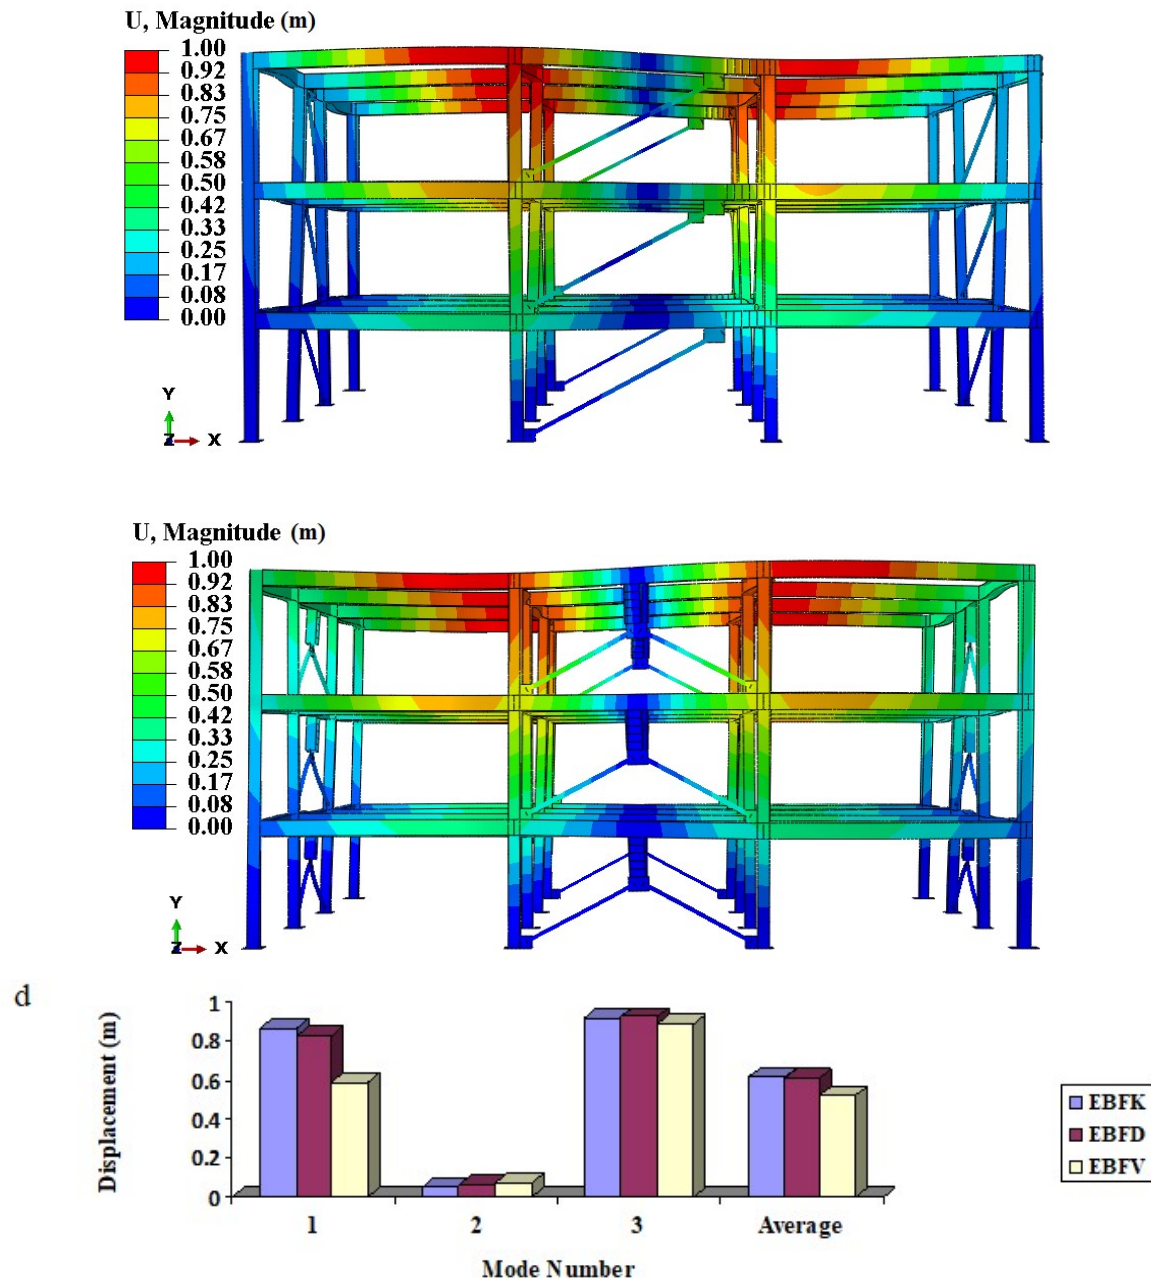 U, Magnitude (m)
1.00
0.92
0.83
0.75
0.67
0.58
0.50
0.42
0.33
0.25
0.17
0.08
0.00
Y
Z X
U, Magnitude (m)
1.00
0.92
0.83
0.75
0.67
0.58
0.50
0.42
0.33
0.25
0.17
0.08
0.00
Y
Z X
d
Displacement (m)
1
0.8
0.6
0.4
0.2
0
1 2 3 Average
Mode Number
EBFK
EBFD
EBFV